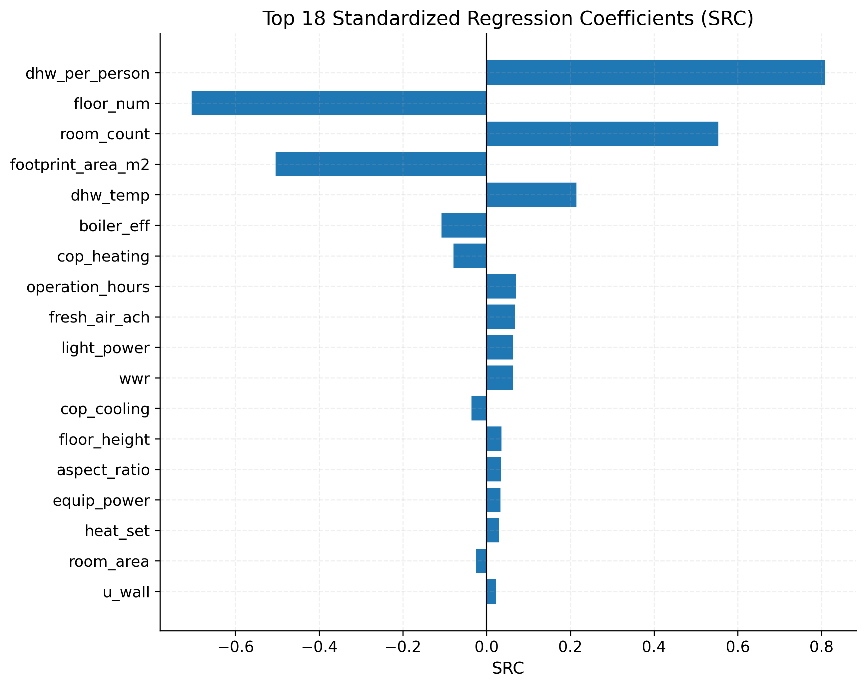 Top 18 Standardized Regression Coefficients (SRC)
dhw_per_person
floor_num
room_count
footprint_area_m2
dhw_temp
boiler_eff
cop_heating
operation_hours
fresh_air_ach
light_power
wwr
cop_cooling
floor_height
aspect_ratio
equip_power
heat_set
room_area
u_wall
−0.6 −0.4 −0.2 0.0 0.2 0.4 0.6 0.8
SRC